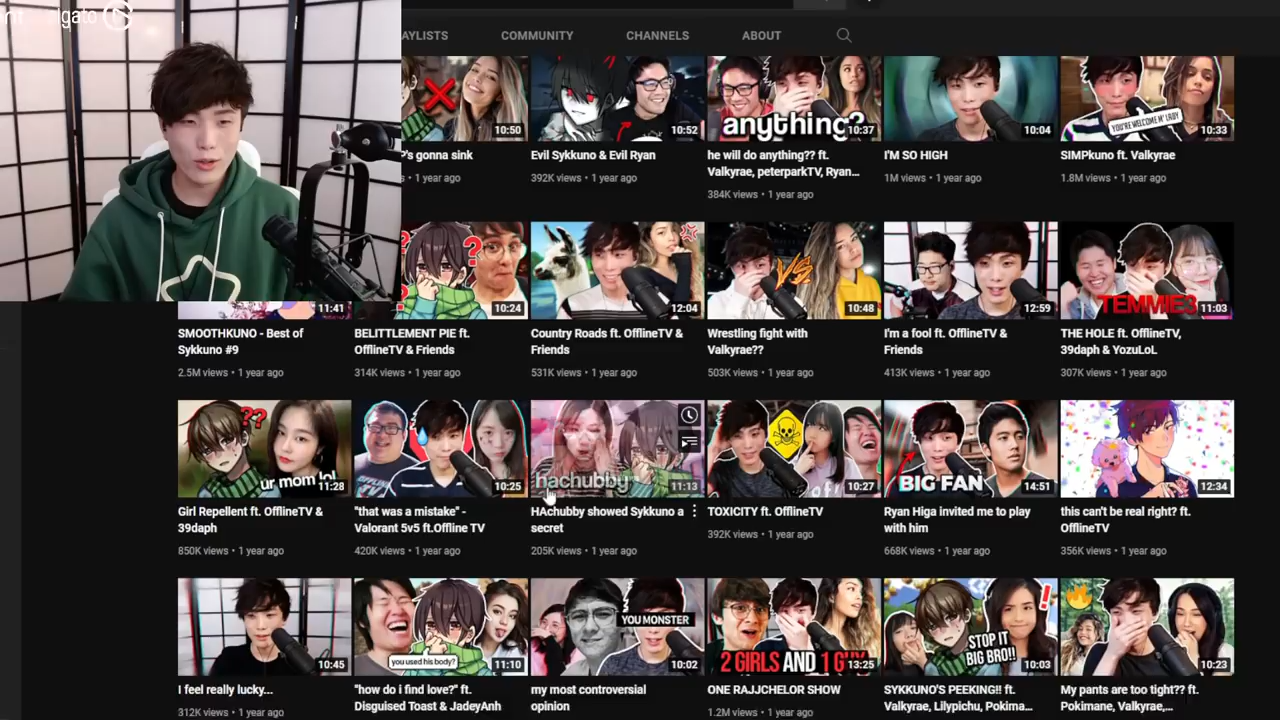 lgato
AYLISTS
COMMUNITY
CHANNELS
ABOUT
10:50
10:52
anything?
10:37
10:04
YOU'RE WELCOME M' LADY
10:33
P's gonna sink
Evil Sykkuno & Evil Ryan
he will do anything?? ft.
Valkyrae, peterparkTV, Ryan...
I'M SO HIGH
SIMPkuno ft. Valkyrae
1 year ago
392K views • 1 year ago
384K views • 1 year ago
1M views • 1 year ago
1.8M views • 1 year ago
11:41
??
10:24
12:04
VS
10:48
12:59
TEMMIE3
11:03
SMOOTHKUNO - Best of
Sykkuno #9
BELITTLEMENT PIE ft.
OfflineTV & Friends
Country Roads ft. OfflineTV &
Friends
Wrestling fight with
Valkyrae??
I'm a fool ft. OfflineTV &
Friends
THE HOLE ft. OfflineTV,
39daph & YozuLoL
2.5M views • 1 year ago
314K views • 1 year ago
531K views • 1 year ago
503K views • 1 year ago
413K views • 1 year ago
307K views • 1 year ago
??
ur mom lol
11:28
10:25
hachubby
11:13
10:27
BIG FAN
14:51
12:34
Girl Repellent ft. OfflineTV &
39daph
"that was a mistake" -
Valorant 5v5 ft.Offline TV
HAchubby showed Sykkuno a
secret
TOXICITY ft. OfflineTV
Ryan Higa invited me to play
with him
this can't be real right? ft.
OfflineTV
850K views • 1 year ago
420K views • 1 year ago
205K views • 1 year ago
392K views • 1 year ago
668K views • 1 year ago
356K views • 1 year ago
10:45
you used his body?
11:10
YOU MONSTER
10:02
2 GIRLS AND 1 GUY
13:25
!
STOP IT
BIG BRO!!
10:03
10:23
I feel really lucky...
"how do i find love?" ft.
Disguised Toast & JadeyAnh
my most controversial
opinion
ONE RAJJCHELOR SHOW
SYKKUNO'S PEEKING!! ft.
Valkyrae, Lilypichu, Pokima...
My pants are too tight?? ft.
Pokimane, Valkyrae,...
312K views • 1 year ago
1.2M views • 1 year ago